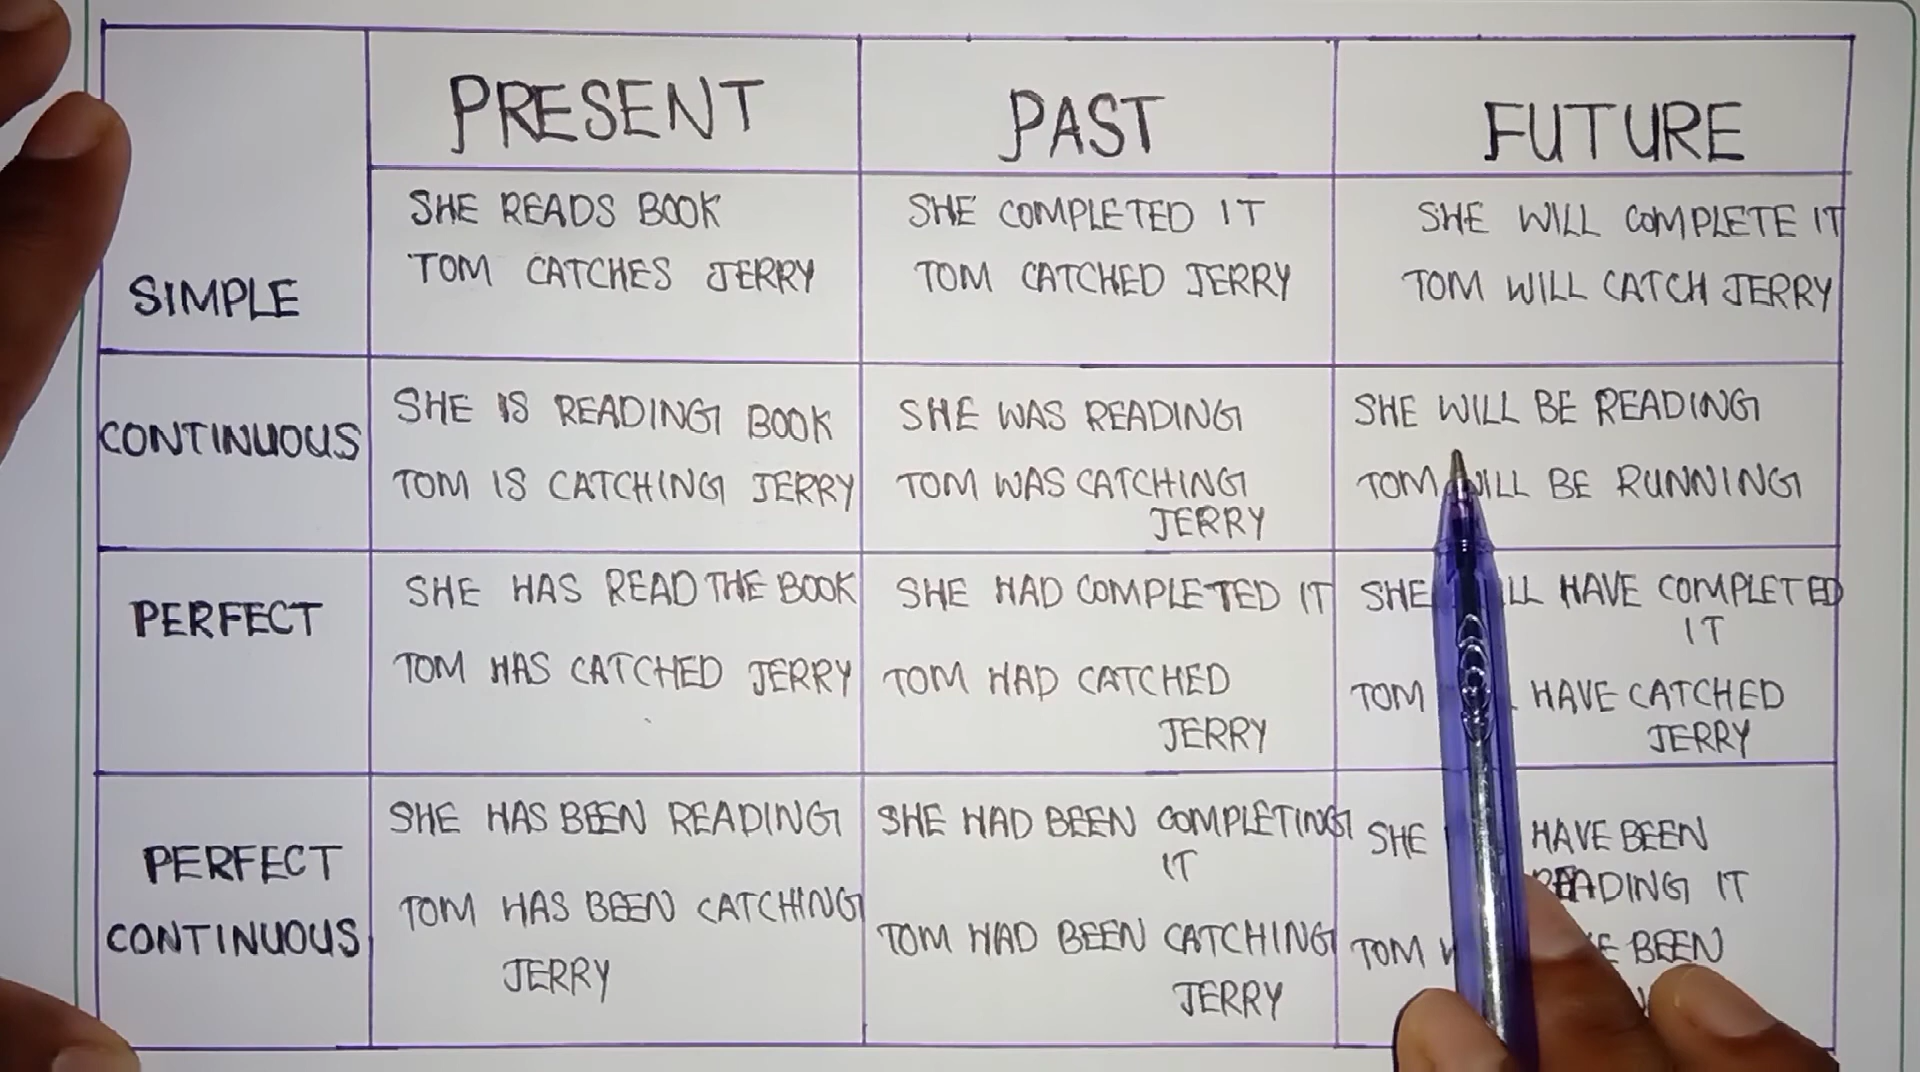 PRESENT PAST FUTURE
SIMPLE
SHE READS BOOK
TOM CATCHES JERRY
SHE COMPLETED IT
TOM CATCHED JERRY
SHE WILL COMPLETE IT
TOM WILL CATCH JERRY
CONTINUOUS
SHE IS READING BOOK
TOM IS CATCHING JERRY
SHE WAS READING
TOM WAS CATCHING
JERRY
SHE WILL BE READING
TOM WILL BE RUNNING
PERFECT
SHE HAS READ THE BOOK
TOM HAS CATCHED JERRY
SHE HAD COMPLETED IT
TOM HAD CATCHED
JERRY
SHE HAVE COMPLETED
IT
TOM HAVE CATCHED
JERRY
PERFECT
CONTINUOUS
SHE HAS BEEN READING
TOM HAS BEEN CATCHING
JERRY
SHE HAD BEEN COMPLETING
IT
TOM HAD BEEN CATCHING
JERRY
SHE HAVE BEEN
READING IT
TOM BEEN